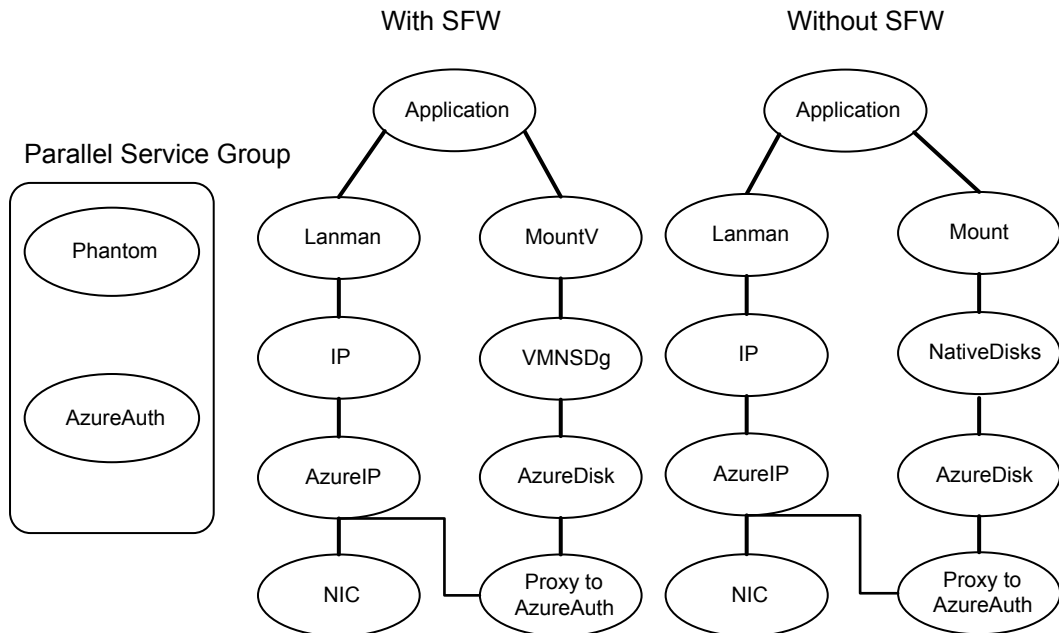 With SFW
Without SFW
Parallel Service Group
Phantom
AzureAuth
Application
Lanman
MountV
IP
VMNSDg
AzureIP
AzureDisk
NIC
Proxy to
AzureAuth
Application
Lanman
Mount
IP
NativeDisks
AzureIP
AzureDisk
NIC
Proxy to
AzureAuth